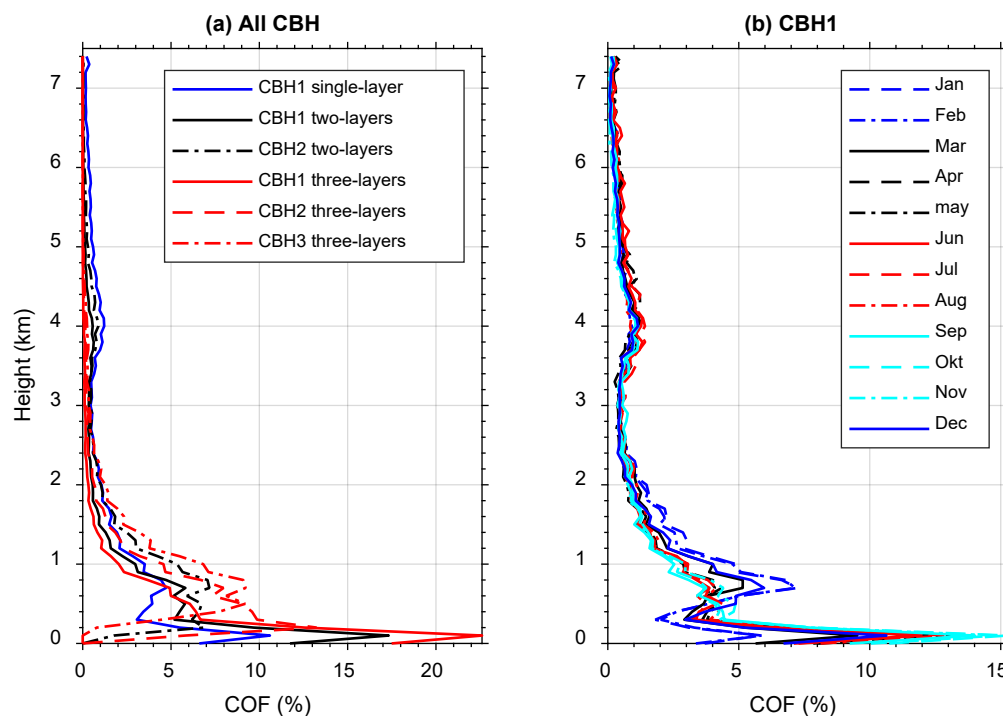 (a) All CBH
CBH1 single-layer
CBH1 two-layers
CBH2 two-layers
CBH1 three-layers
CBH2 three-layers
CBH3 three-layers
Height (km)
7
6
5
4
3
2
1
0
0
5
10
15
20
COF (%)
(b) CBH1
Jan
Feb
Mar
Apr
may
Jun
Jul
Aug
Sep
Okt
Nov
Dec
7
6
5
4
3
2
1
0
0
5
10
15
COF (%)